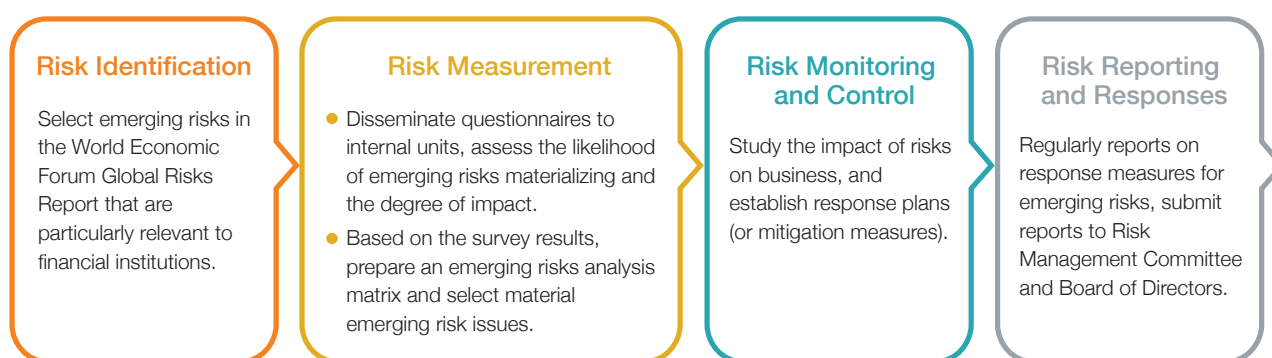 Risk Identification
Select emerging risks in
the World Economic
Forum Global Risks
Report that are
particularly relevant to
financial institutions.
Risk Measurement
● Disseminate questionnaires to
internal units, assess the likelihood
of emerging risks materializing and
the degree of impact.
● Based on the survey results,
prepare an emerging risks analysis
matrix and select material
emerging risk issues.
Risk Monitoring
and Control
Study the impact of risks
on business, and
establish response plans
(or mitigation measures).
Risk Reporting
and Responses
Regularly reports on
response measures for
emerging risks, submit
reports to Risk
Management Committee
and Board of Directors.